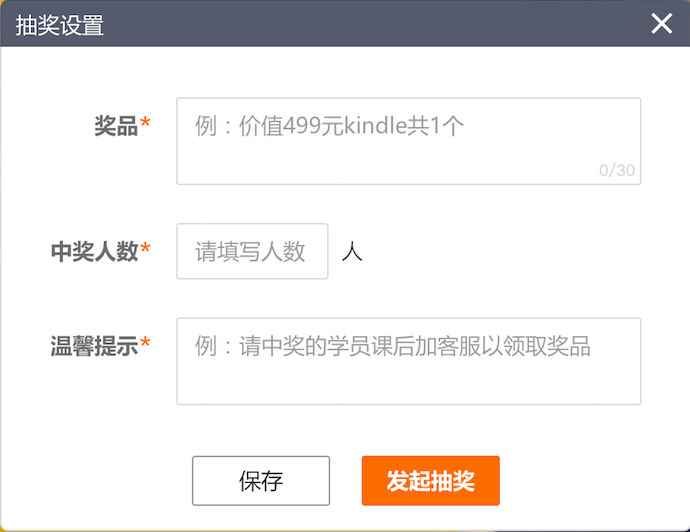 抽奖设置
奖品*
例：价值499元kindle共1个
0/30
中奖人数*
请填写人数 人
温馨提示*
例：请中奖的学员课后加客服以领取奖品
保存 发起抽奖